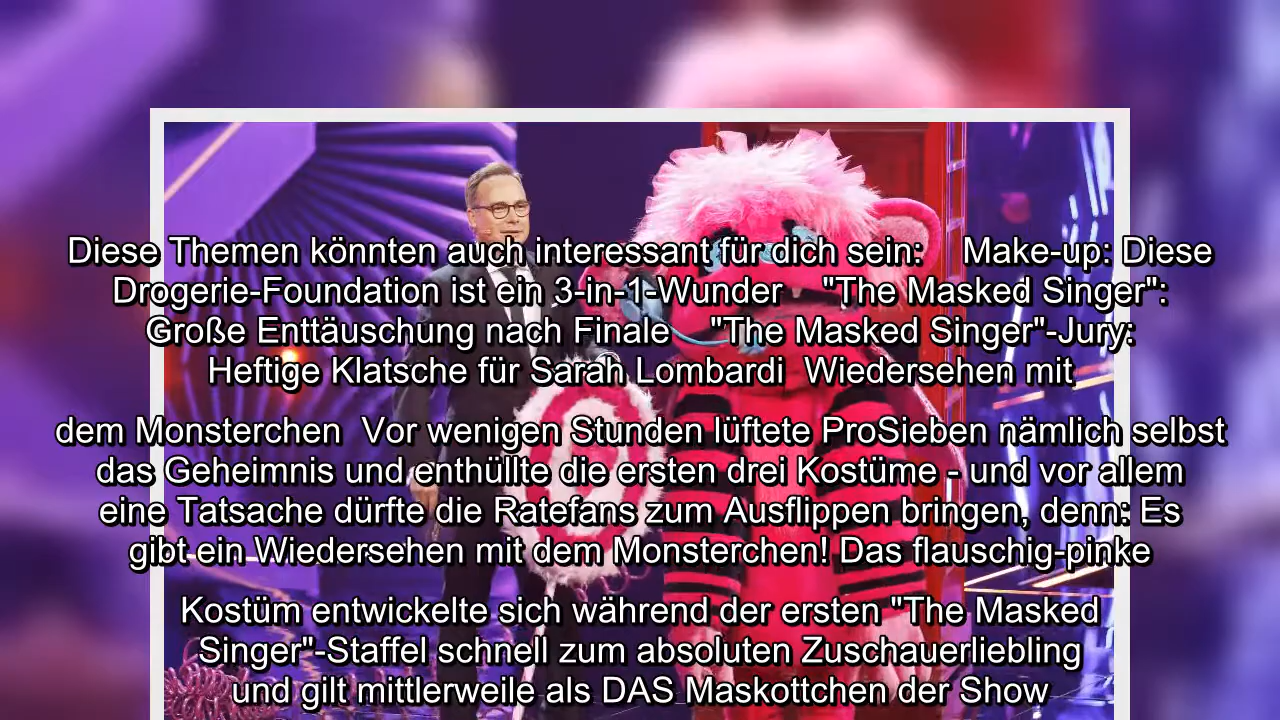 Diese Themen könnten auch interessant für dich sein:    Make-up: Diese
Drogerie-Foundation ist ein 3-in-1-Wunder    "The Masked Singer":
Große Enttäuschung nach Finale    "The Masked Singer"-Jury:
Heftige Klatsche für Sarah Lombardi  Wiedersehen mit
dem Monsterchen  Vor wenigen Stunden lüftete ProSieben nämlich selbst
das Geheimnis und enthüllte die ersten drei Kostüme - und vor allem
eine Tatsache dürfte die Ratefans zum Ausflippen bringen, denn: Es
gibt ein Wiedersehen mit dem Monsterchen! Das flauschig-pinke
Kostüm entwickelte sich während der ersten "The Masked
Singer"-Staffel schnell zum absoluten Zuschauerliebling
und gilt mittlerweile als DAS Maskottchen der Show